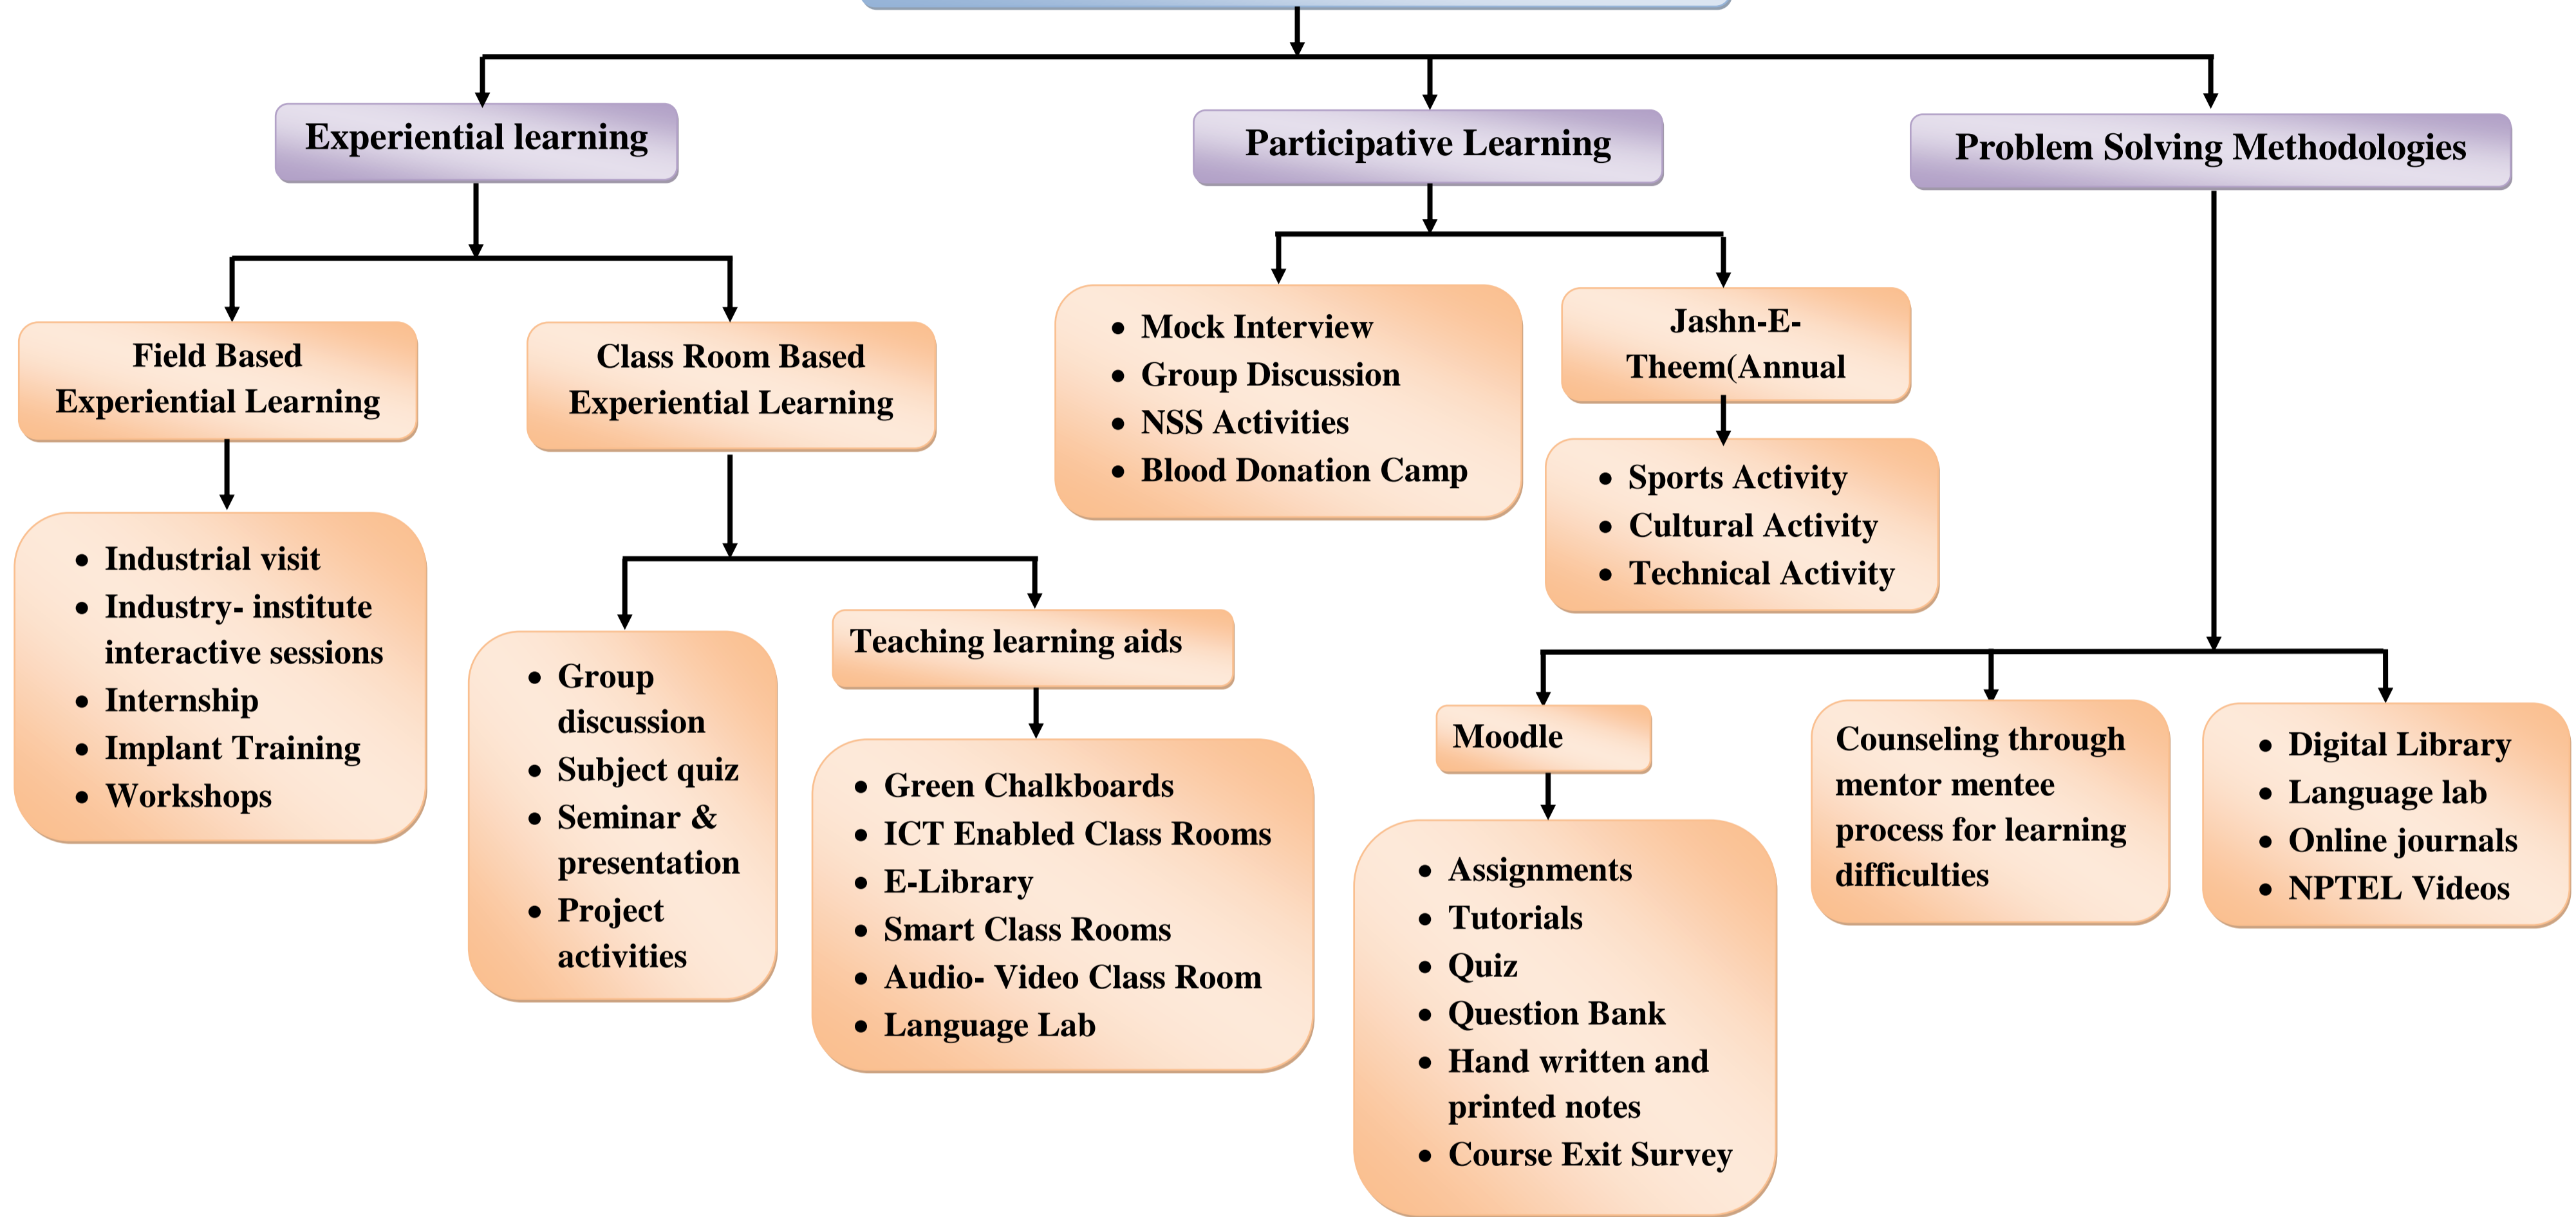 Experiential learning
Participative Learning
Problem Solving Methodologies
Field Based
Experiential Learning
Class Room Based
Experiential Learning
• Mock Interview
• Group Discussion
• NSS Activities
• Blood Donation Camp
Jashn-E-
Theem(Annual
• Sports Activity
• Cultural Activity
• Technical Activity
• Industrial visit
• Industry- institute
interactive sessions
• Internship
• Implant Training
• Workshops
• Group
discussion
• Subject quiz
• Seminar &
presentation
• Project
activities
Teaching learning aids
• Green Chalkboards
• ICT Enabled Class Rooms
• E-Library
• Smart Class Rooms
• Audio- Video Class Room
• Language Lab
Moodle
• Assignments
• Tutorials
• Quiz
• Question Bank
• Hand written and
printed notes
• Course Exit Survey
Counseling through
mentor mentee
process for learning
difficulties
• Digital Library
• Language lab
• Online journals
• NPTEL Videos